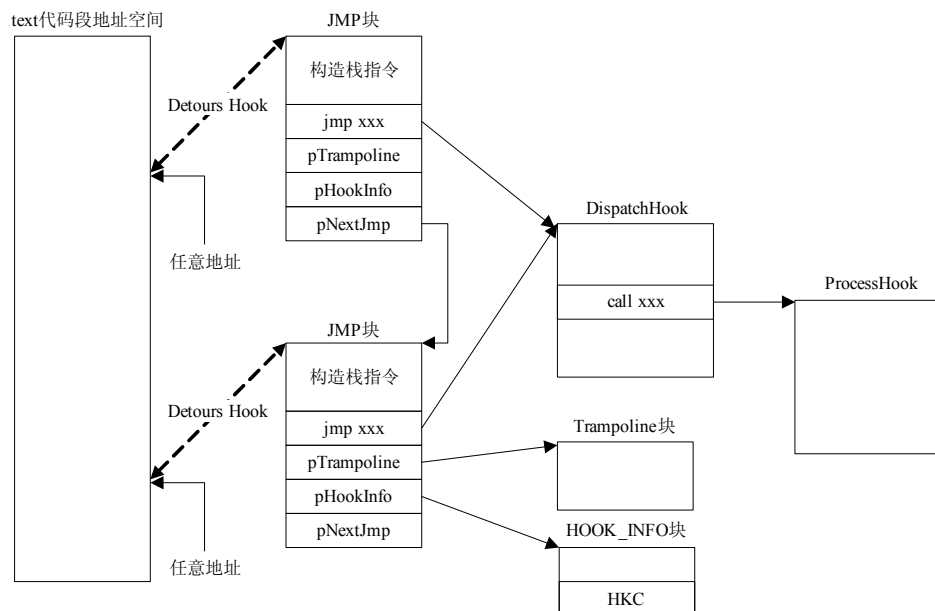 text代码段地址空间
JMP块
构造栈指令
Detours Hook
jmp xxx
pTrampoline
pHookInfo
pNextJmp
任意地址
DispatchHook
call xxx
ProcessHook
JMP块
构造栈指令
Detours Hook
jmp xxx
pTrampoline
pHookInfo
pNextJmp
任意地址
Trampoline块
HOOK_INFO块
HKC